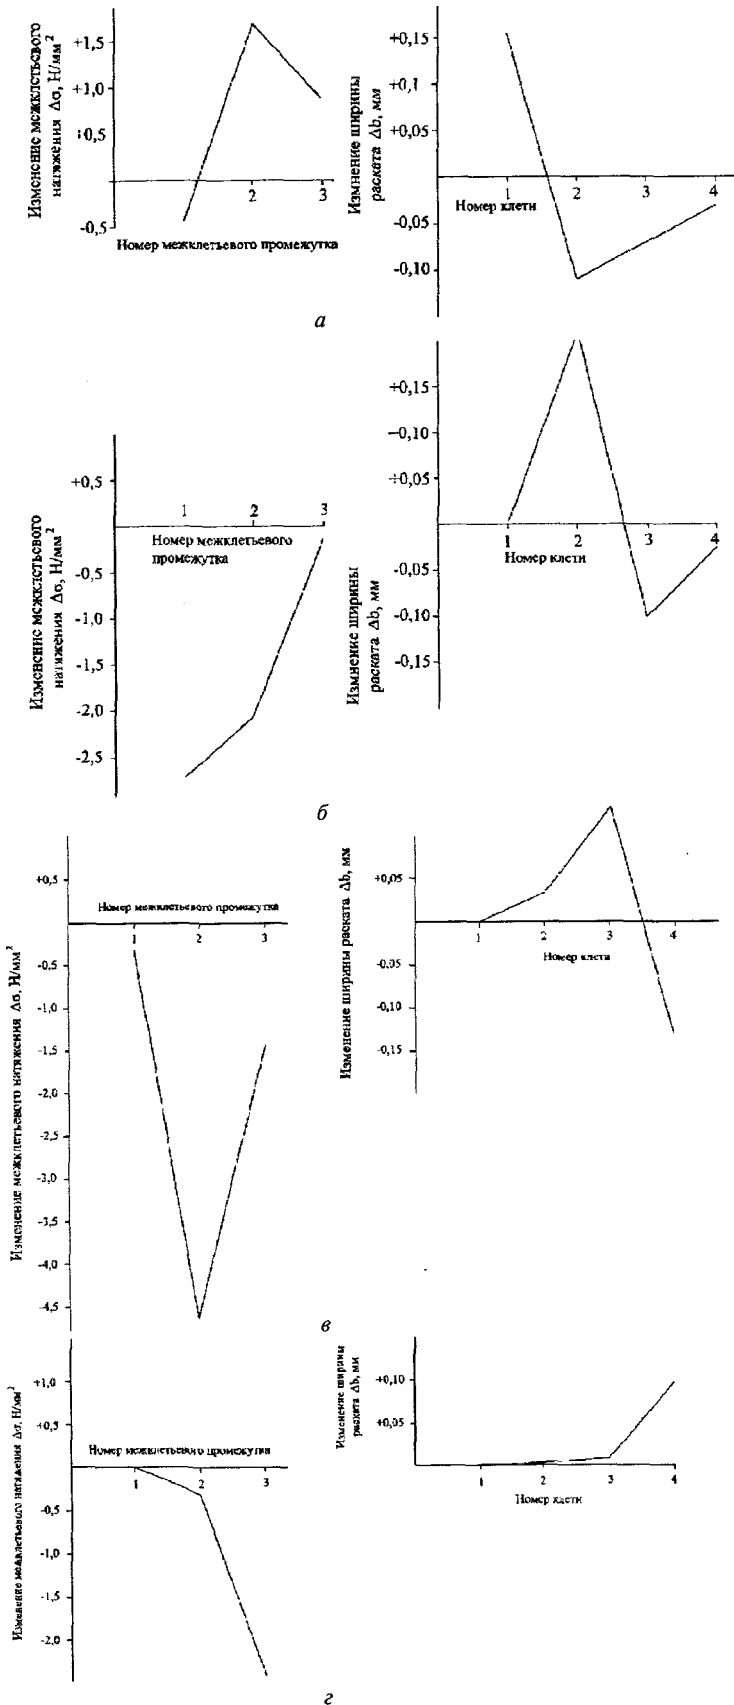 Изменение межклетьевого
натяжения Δσ, Н/мм²
+1,5
+1,0
+0,5
-0,5
2
3
Номер межклетьевого промежутка
Измнение ширины
раската Δb, мм
+0,15
+0,1
+0,05
-0,05
-0,10
1
2
3
4
Номер клети
а
Изменение межклетьевого
натяжения Δσ, Н/мм²
+0,5
-0,5
-1,0
-1,5
-2,0
-2,5
1
2
3
Номер межклетьевого
промежутка
Измнение ширины
раската Δb, мм
+0,15
+0,10
+0,05
-0,05
-0,10
-0,15
1
2
3
4
Номер клети
б
Изменение межклетьевого натяжения Δσ, Н/мм²
+0,5
-0,5
-1,0
-1,5
-2,0
-2,5
-3,0
-3,5
-4,0
-4,5
Номер межклетьевого промежутка
1
2
3
Изменение ширины раската Δb, мм
+0,05
-0.05
-0,10
-0,15
1
2
3
4
Номер клети
в
Изменение межклетьевого натяжения Δσ, Н/мм²
+1,0
+0,5
-0,5
-1,0
-1,5
-2,0
Номер межклетьевого промежутка
1
2
3
Изменение ширины
раската Δb, мм
+0,10
+0,05
1
2
3
4
Номер клети
г